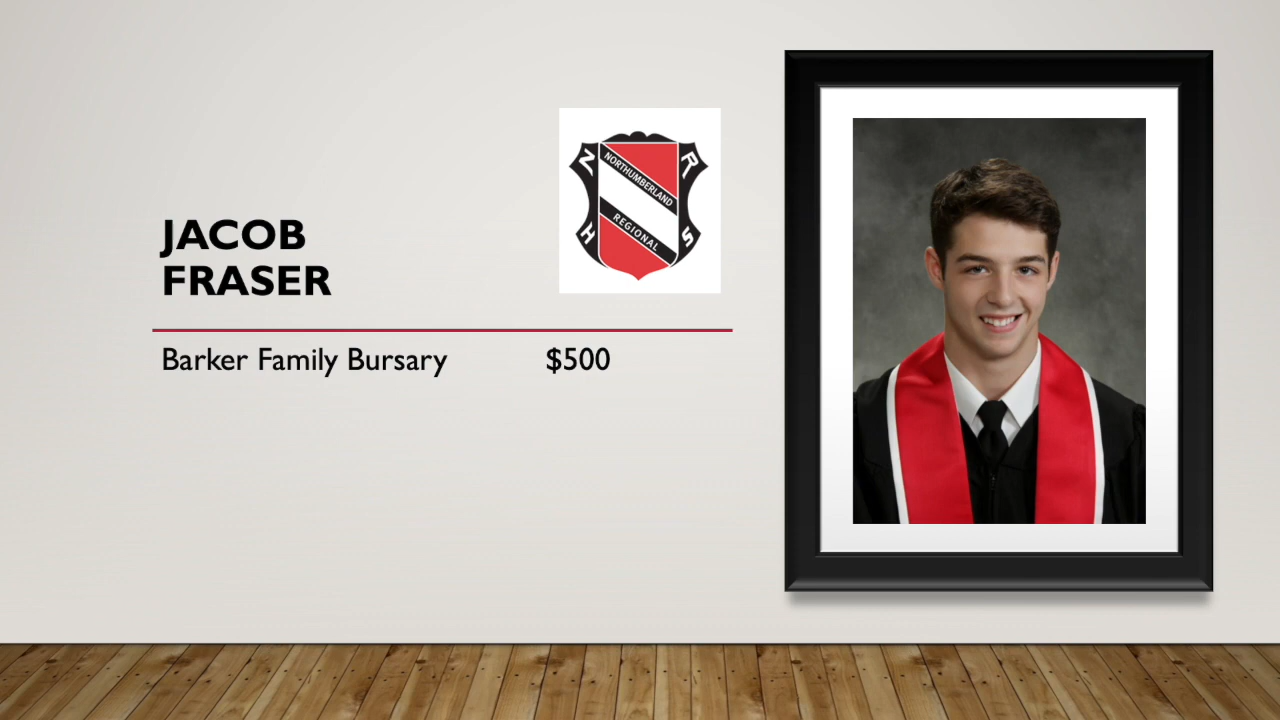 JACOB
FRASER
N R
NORTHUMBERLAND
REGIONAL
H S
Barker Family Bursary $500